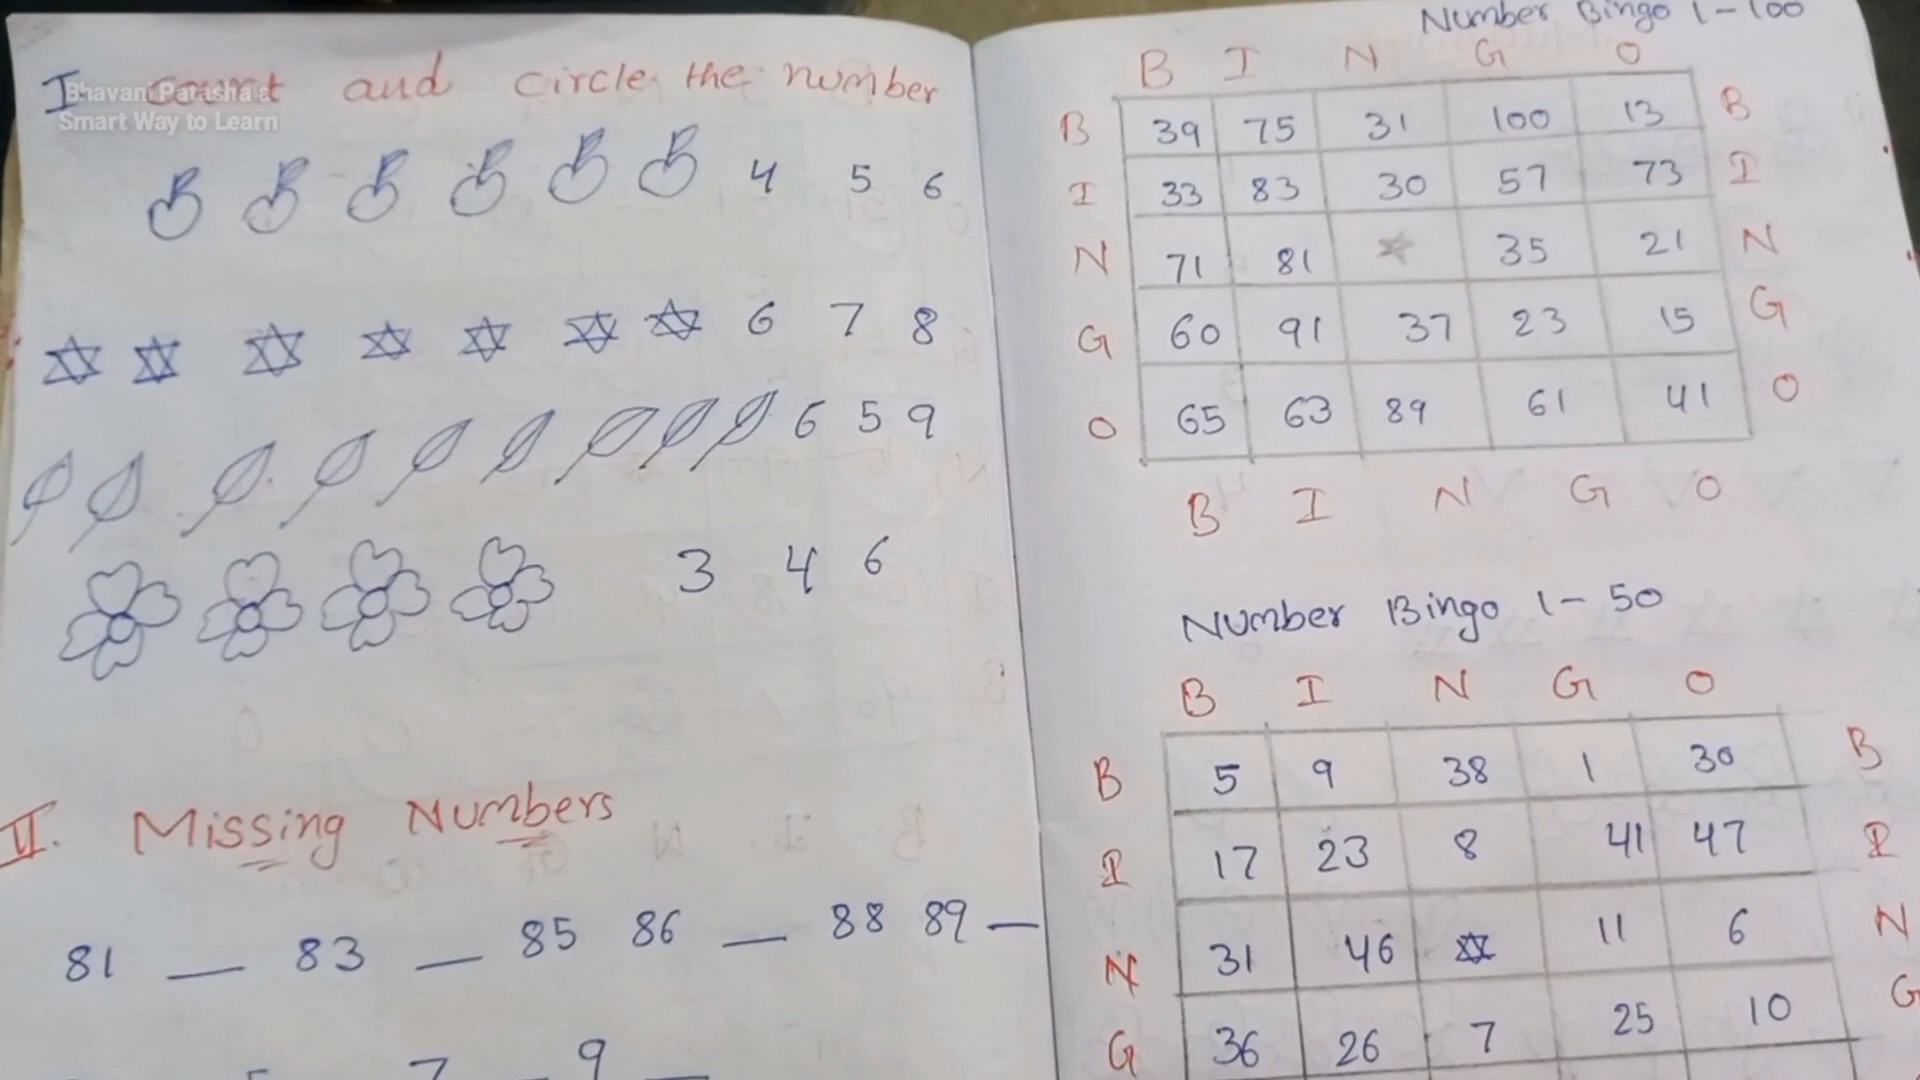 I count and circle the number
Bhavani Patashala
Smart Way to Learn
4 5 6
6 7 8
6 5 9
3 4 6
II. Missing Numbers
81 __ 83 __ 85 86 __ 88 89 __
7 9 __
Number Bingo 1-100
B I N G O
B 39 75 31 100 13 B
I 33 83 30 57 73 I
N 71 81 35 21 N
G 60 91 37 23 15 G
O 65 63 89 61 41 O
B I N G O
Number Bingo 1-50
B I N G O
B 5 9 38 1 30 B
I 17 23 8 41 47 I
N 31 46 11 6 N
G 36 26 7 25 10 G